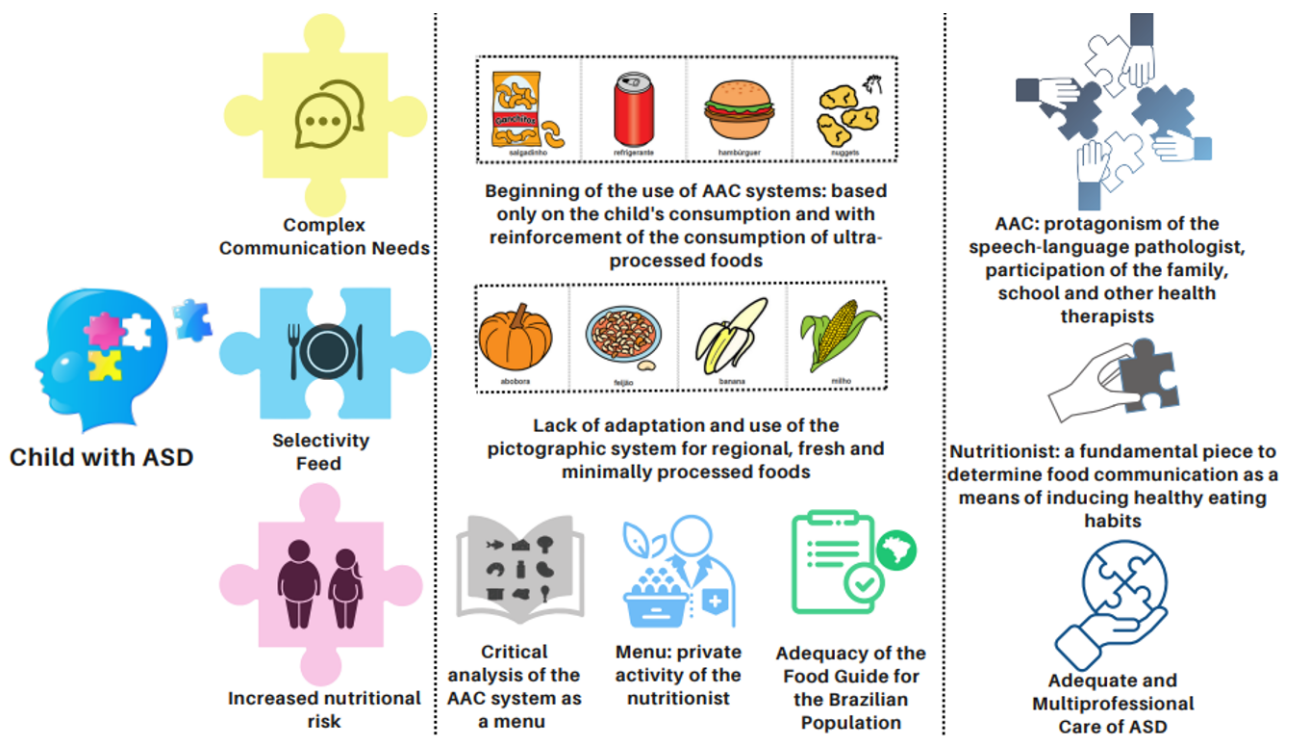 Child with ASD
Complex
Communication Needs
Selectivity
Feed
Increased nutritional
risk
Ganchitos
salgadinho
refrigerante
hambúrguer
nuggets
Beginning of the use of AAC systems: based
only on the child's consumption and with
reinforcement of the consumption of ultra-
processed foods
abobora
feijão
banana
milho
Lack of adaptation and use of the
pictographic system for regional, fresh and
minimally processed foods
Critical
analysis of the
AAC system as
a menu
Menu: private
activity of the
nutritionist
Adequacy of the
Food Guide for
the Brazilian
Population
AAC: protagonism of the
speech-language pathologist,
participation of the family,
school and other health
therapists
Nutritionist: a fundamental piece to
determine food communication as a
means of inducing healthy eating
habits
Adequate and
Multiprofessional
Care of ASD